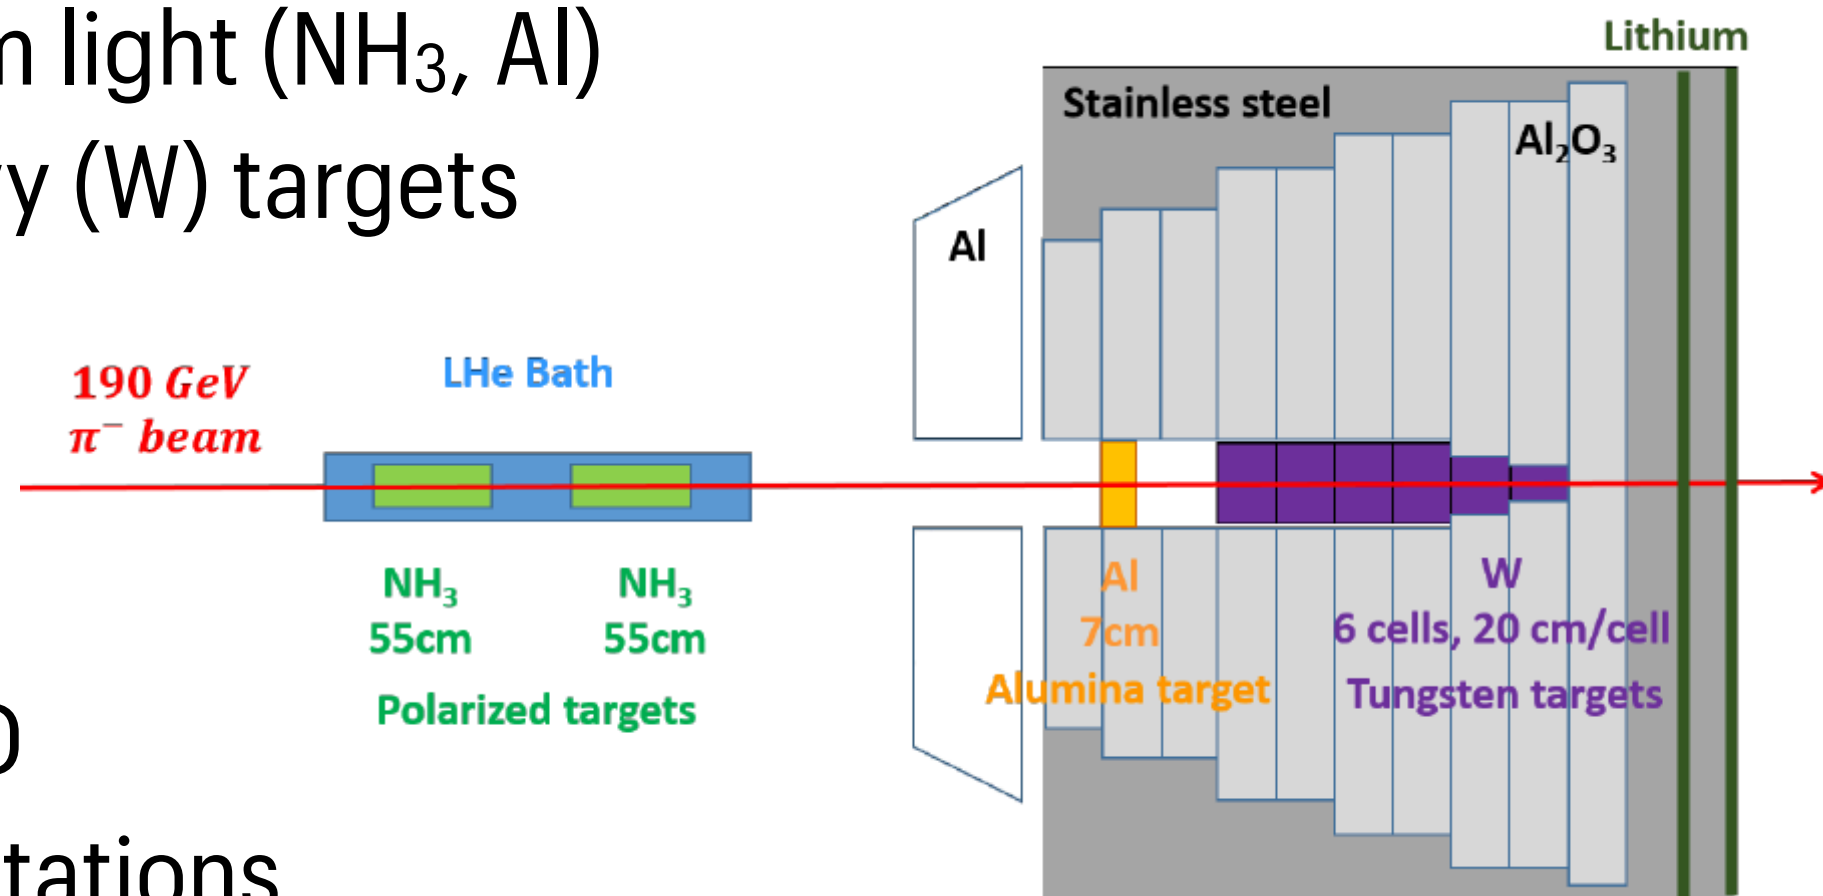 light (NH₃, Al)
(W) targets
Lithium
Stainless steel
Al₂O₃
Al
190 GeV
π⁻ beam
LHe Bath
NH₃
55cm
NH₃
55cm
Polarized targets
Al
7cm
Alumina target
W
6 cells, 20 cm/cell
Tungsten targets